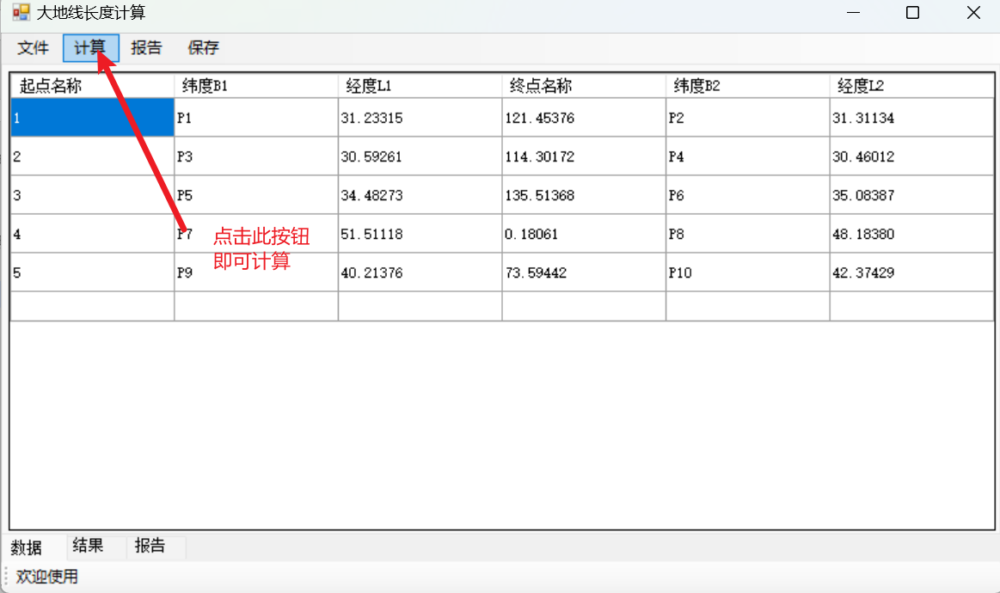 大地线长度计算
文件 计算 报告 保存
起点名称 纬度B1 经度L1 终点名称 纬度B2 经度L2
1 P1 31.23315 121.45376 P2 31.31134
2 P3 30.59261 114.30172 P4 30.46012
3 P5 34.48273 135.51368 P6 35.08387
4 P7 51.51118 0.18061 P8 48.18380
5 P9 40.21376 73.59442 P10 42.37429
点击此按钮
即可计算
数据 结果 报告
欢迎使用